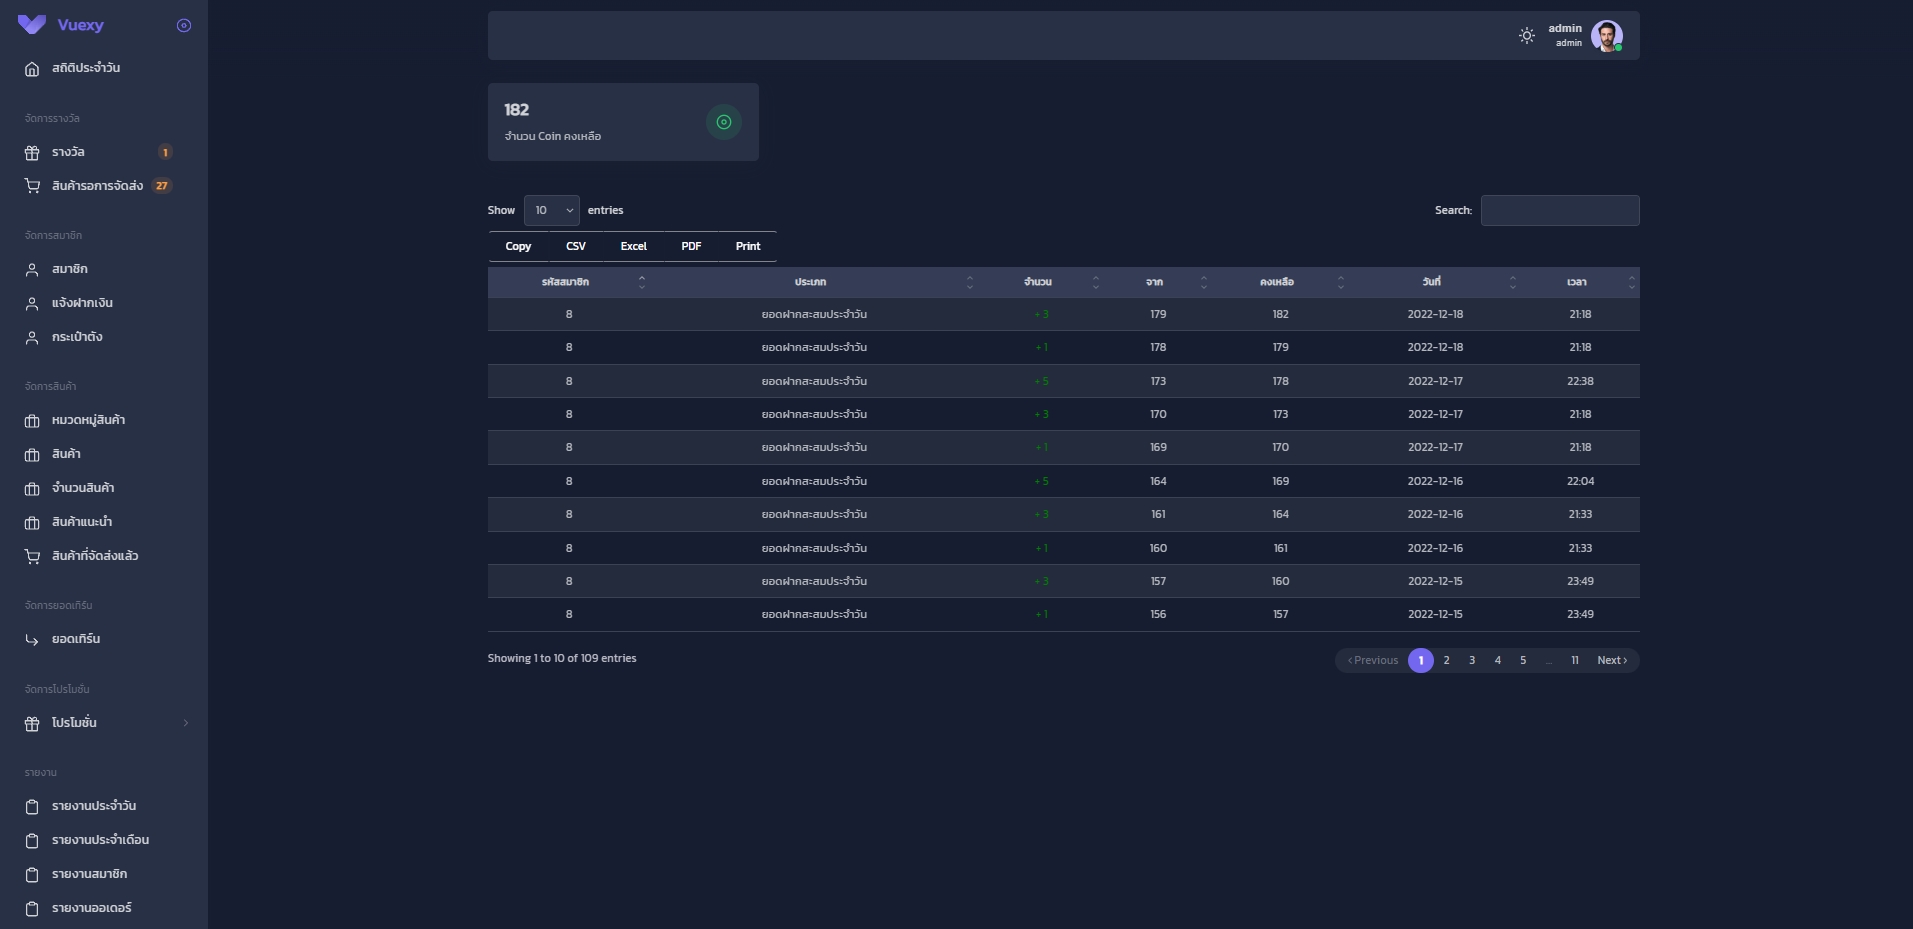 Vuexy
สถิติประจำวัน
จัดการรางวัล
รางวัล 1
สินค้ารอการจัดส่ง 27
จัดการสมาชิก
สมาชิก
แจ้งฝากเงิน
กระเป๋าตัง
จัดการสินค้า
หมวดหมู่สินค้า
สินค้า
จำนวนสินค้า
สินค้าแนะนำ
สินค้าที่จัดส่งแล้ว
จัดการยอดเทิร์น
ยอดเทิร์น
จัดการโปรโมชั่น
โปรโมชั่น
รายงาน
รายงานประจำวัน
รายงานประจำเดือน
รายงานสมาชิก
รายงานออเดอร์
admin
admin
182
จำนวน Coin คงเหลือ
Show 10 entries Search:
Copy CSV Excel PDF Print
รหัสสมาชิก ประเภท จำนวน จาก คงเหลือ วันที่ เวลา
8 ยอดฝากสะสมประจำวัน + 3 179 182 2022-12-18 21:18
8 ยอดฝากสะสมประจำวัน + 1 178 179 2022-12-18 21:18
8 ยอดฝากสะสมประจำวัน + 5 173 178 2022-12-17 22:38
8 ยอดฝากสะสมประจำวัน + 3 170 173 2022-12-17 21:18
8 ยอดฝากสะสมประจำวัน + 1 169 170 2022-12-17 21:18
8 ยอดฝากสะสมประจำวัน + 5 164 169 2022-12-16 22:04
8 ยอดฝากสะสมประจำวัน + 3 161 164 2022-12-16 21:33
8 ยอดฝากสะสมประจำวัน + 1 160 161 2022-12-16 21:33
8 ยอดฝากสะสมประจำวัน + 3 157 160 2022-12-15 23:49
8 ยอดฝากสะสมประจำวัน + 1 156 157 2022-12-15 23:49
Showing 1 to 10 of 109 entries Previous 1 2 3 4 5 ... 11 Next